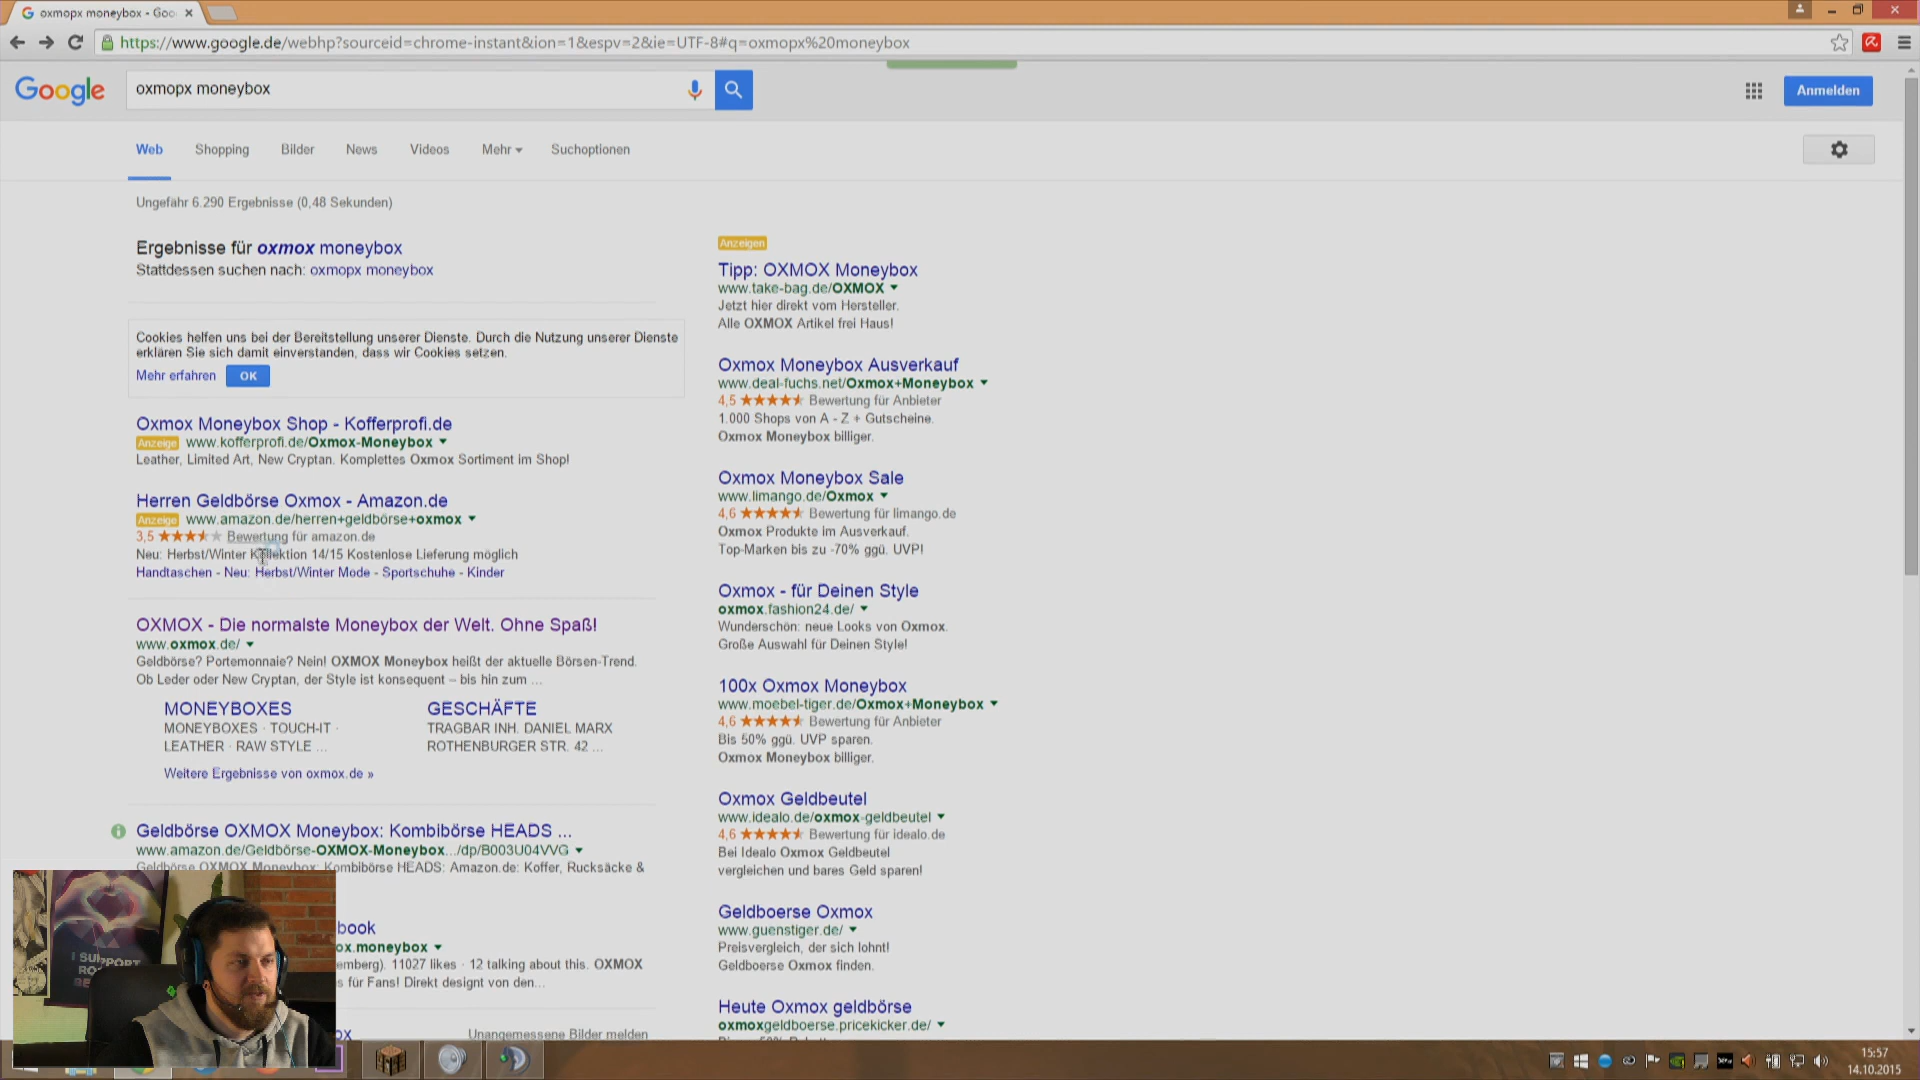 oxmopx moneybox - Goo
https://www.google.de/webhp?sourceid=chrome-instant&ion=1&espv=2&ie=UTF-8#q=oxmopx%20moneybox
Google
oxmopx moneybox
Anmelden
Web Shopping Bilder News Videos Mehr Suchoptionen
Ungefähr 6.290 Ergebnisse (0,48 Sekunden)
Ergebnisse für oxmox moneybox
Stattdessen suchen nach: oxmopx moneybox
Cookies helfen uns bei der Bereitstellung unserer Dienste. Durch die Nutzung unserer Dienste
erklären Sie sich damit einverstanden, dass wir Cookies setzen.
Mehr erfahren OK
Oxmox Moneybox Shop - Kofferprofi.de
Anzeige www.kofferprofi.de/Oxmox-Moneybox
Leather, Limited Art, New Cryptan. Komplettes Oxmox Sortiment im Shop!
Herren Geldbörse Oxmox - Amazon.de
Anzeige www.amazon.de/herren+geldbörse+oxmox
3,5 Bewertung für amazon.de
Neu: Herbst/Winter Kollektion 14/15 Kostenlose Lieferung möglich
Handtaschen - Neu: Herbst/Winter Mode - Sportschuhe - Kinder
OXMOX - Die normalste Moneybox der Welt. Ohne Spaß!
www.oxmox.de/
Geldbörse? Portemonnaie? Nein! OXMOX Moneybox heißt der aktuelle Börsen-Trend.
Ob Leder oder New Cryptan, der Style ist konsequent – bis hin zum ...
MONEYBOXES
MONEYBOXES · TOUCH-IT ·
LEATHER · RAW STYLE ...
GESCHÄFTE
TRAGBAR INH. DANIEL MARX
ROTHENBURGER STR. 42 ...
Weitere Ergebnisse von oxmox.de »
Geldbörse OXMOX Moneybox: Kombibörse HEADS ...
www.amazon.de/Geldbörse-OXMOX-Moneybox.../dp/B003U04VVG
Geldbörse OXMOX Moneybox: Kombibörse HEADS: Amazon.de: Koffer, Rucksäcke &
book
ox.moneybox
emberg). 11027 likes · 12 talking about this. OXMOX
s für Fans! Direkt designt von den...
ox Unangemessene Bilder melden
Anzeigen
Tipp: OXMOX Moneybox
www.take-bag.de/OXMOX
Jetzt hier direkt vom Hersteller.
Alle OXMOX Artikel frei Haus!
Oxmox Moneybox Ausverkauf
www.deal-fuchs.net/Oxmox+Moneybox
4,5 Bewertung für Anbieter
1.000 Shops von A - Z + Gutscheine.
Oxmox Moneybox billiger.
Oxmox Moneybox Sale
www.limango.de/Oxmox
4,6 Bewertung für limango.de
Oxmox Produkte im Ausverkauf.
Top-Marken bis zu -70% ggü. UVP!
Oxmox - für Deinen Style
oxmox.fashion24.de/
Wunderschön: neue Looks von Oxmox.
Große Auswahl für Deinen Style!
100x Oxmox Moneybox
www.moebel-tiger.de/Oxmox+Moneybox
4,6 Bewertung für Anbieter
Bis 50% ggü. UVP sparen.
Oxmox Moneybox billiger.
Oxmox Geldbeutel
www.idealo.de/oxmox-geldbeutel
4,6 Bewertung für idealo.de
Bei Idealo Oxmox Geldbeutel
vergleichen und bares Geld sparen!
Geldboerse Oxmox
www.guenstiger.de/
Preisvergleich, der sich lohnt!
Geldboerse Oxmox finden.
Heute Oxmox geldbörse
oxmoxgeldboerse.pricekicker.de/
I SUPPORT
15:57
14.10.2015